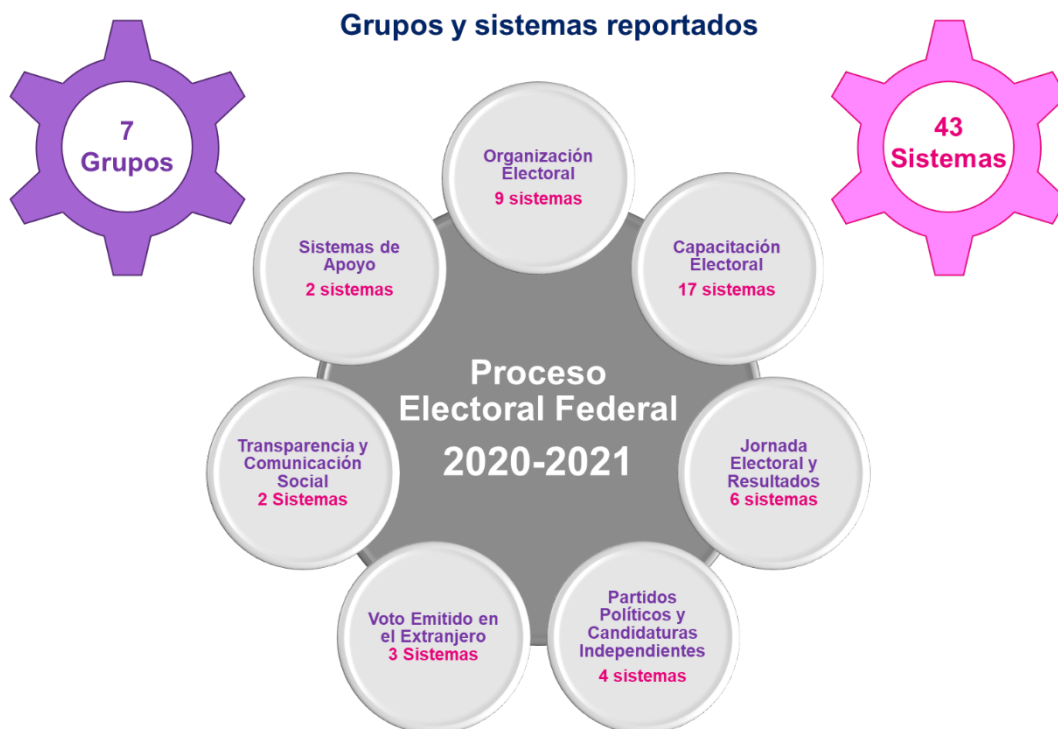 Grupos y sistemas reportados
7
Grupos
43
Sistemas
Organización
Electoral
9 sistemas
Capacitación
Electoral
17 sistemas
Jornada
Electoral y
Resultados
6 sistemas
Partidos
Políticos y
Candidaturas
Independientes
4 sistemas
Voto Emitido en
el Extranjero
3 Sistemas
Transparencia y
Comunicación
Social
2 Sistemas
Sistemas de
Apoyo
2 sistemas
Proceso
Electoral Federal
2020-2021